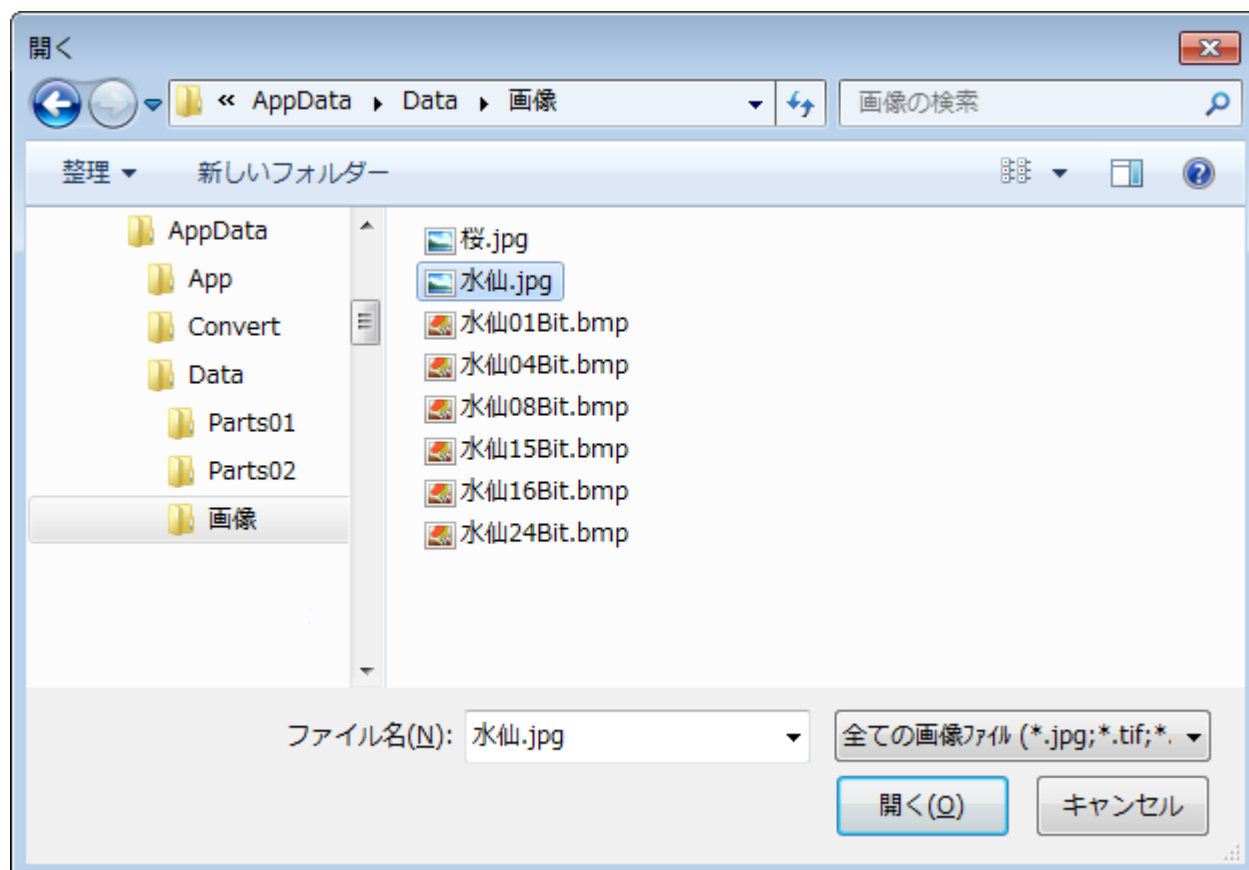 開く
« AppData ▸ Data ▸ 画像
画像の検索
整理 ▼ 新しいフォルダー
AppData
App
Convert
Data
Parts01
Parts02
画像
桜.jpg
水仙.jpg
水仙01Bit.bmp
水仙04Bit.bmp
水仙08Bit.bmp
水仙15Bit.bmp
水仙16Bit.bmp
水仙24Bit.bmp
ファイル名(N): 水仙.jpg
全ての画像ﾌｧｲﾙ (*.jpg;*.tif;*.
開く(O) キャンセル